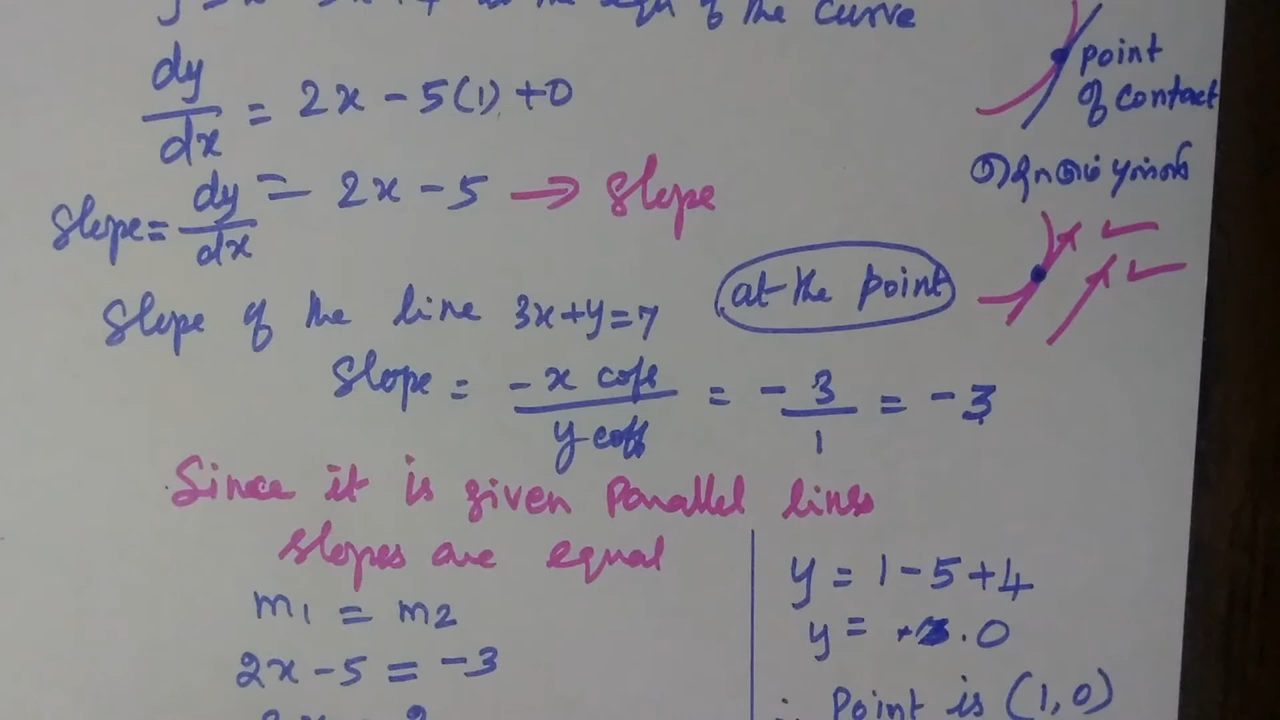 of the curve
dy/dx = 2x - 5(1) + 0
Slope = dy/dx = 2x - 5 → Slope
Slope of the line 3x+y=7
at the point
Slope = -x coff / y coff = -3/1 = -3
Since it is given Parallel lines
slopes are equal
m1 = m2
2x - 5 = -3
y = 1 - 5 + 4
y = 0
∴ Point is (1, 0)
point
of contact